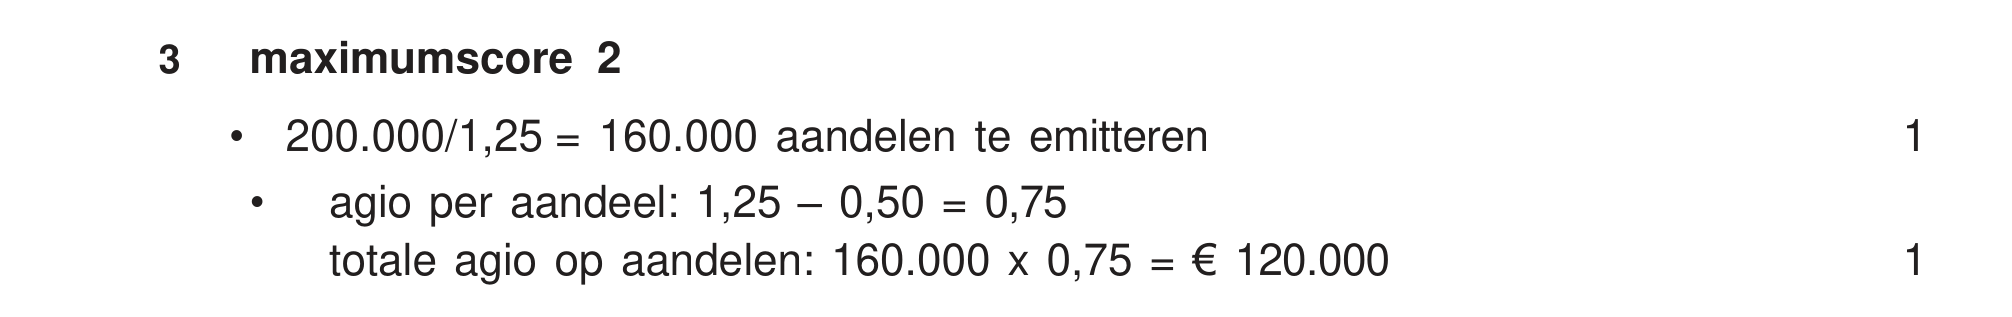 3 maximumscore 2
• 200.000/1,25 = 160.000 aandelen te emitteren 1
• agio per aandeel: 1,25 – 0,50 = 0,75
totale agio op aandelen: 160.000 x 0,75 = € 120.000 1